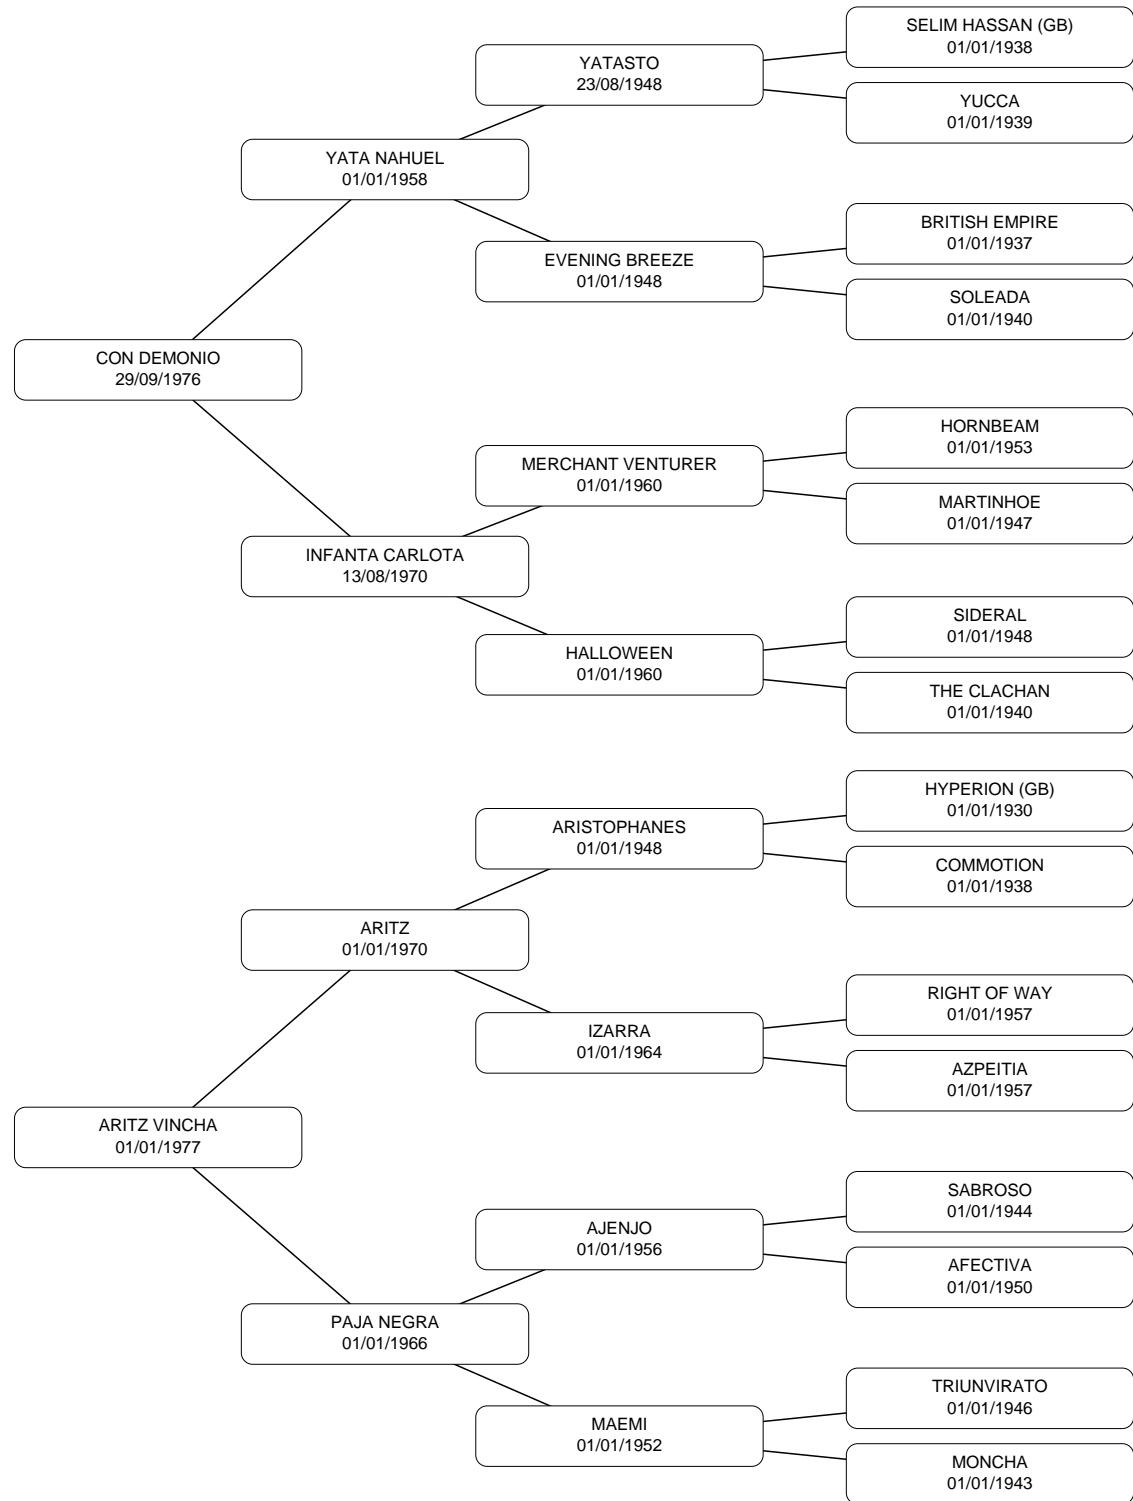 SELIM HASSAN (GB)
01/01/1938
YATASTO
23/08/1948
YUCCA
01/01/1939
YATA NAHUEL
01/01/1958
BRITISH EMPIRE
01/01/1937
EVENING BREEZE
01/01/1948
SOLEADA
01/01/1940
CON DEMONIO
29/09/1976
HORNBEAM
01/01/1953
MERCHANT VENTURER
01/01/1960
MARTINHOE
01/01/1947
INFANTA CARLOTA
13/08/1970
SIDERAL
01/01/1948
HALLOWEEN
01/01/1960
THE CLACHAN
01/01/1940
HYPERION (GB)
01/01/1930
ARISTOPHANES
01/01/1948
COMMOTION
01/01/1938
ARITZ
01/01/1970
RIGHT OF WAY
01/01/1957
IZARRA
01/01/1964
AZPEITIA
01/01/1957
ARITZ VINCHA
01/01/1977
SABROSO
01/01/1944
AJENJO
01/01/1956
AFECTIVA
01/01/1950
PAJA NEGRA
01/01/1966
TRIUNVIRATO
01/01/1946
MAEMI
01/01/1952
MONCHA
01/01/1943